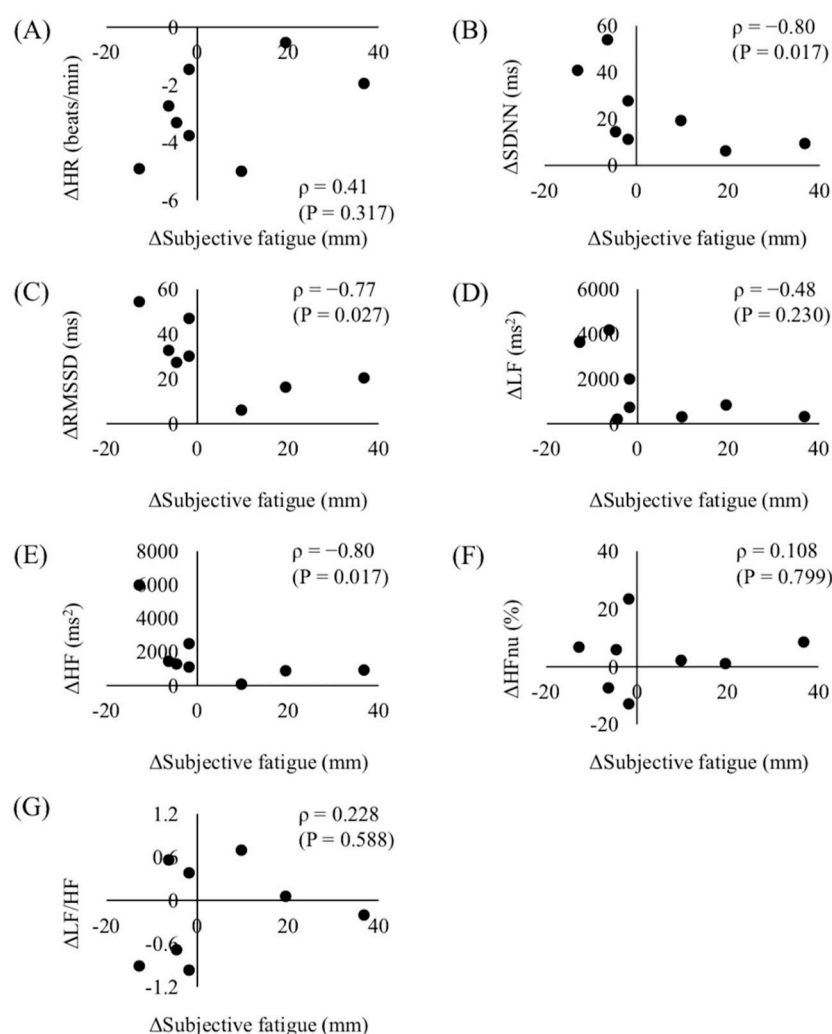 (A)
-0
-20 0 20 40
-2
-4
-6
ΔHR (beats/min)
ρ = 0.41
(P = 0.317)
ΔSubjective fatigue (mm)
(B)
60
40
20
0
-20 0 20 40
ΔSDNN (ms)
ρ = −0.80
(P = 0.017)
ΔSubjective fatigue (mm)
(C)
60
40
20
0
-20 0 20 40
ΔRMSSD (ms)
ρ = −0.77
(P = 0.027)
ΔSubjective fatigue (mm)
(D)
6000
4000
2000
0
-20 0 20 40
ΔLF (ms²)
ρ = −0.48
(P = 0.230)
ΔSubjective fatigue (mm)
(E)
8000
6000
4000
2000
0
-20 0 20 40
ΔHF (ms²)
ρ = −0.80
(P = 0.017)
ΔSubjective fatigue (mm)
(F)
40
20
0
-20 0 20 40
-20
ΔHFnu (%)
ρ = 0.108
(P = 0.799)
ΔSubjective fatigue (mm)
(G)
1.2
0.6
0
-20 0 20 40
-0.6
-1.2
ΔLF/HF
ρ = 0.228
(P = 0.588)
ΔSubjective fatigue (mm)